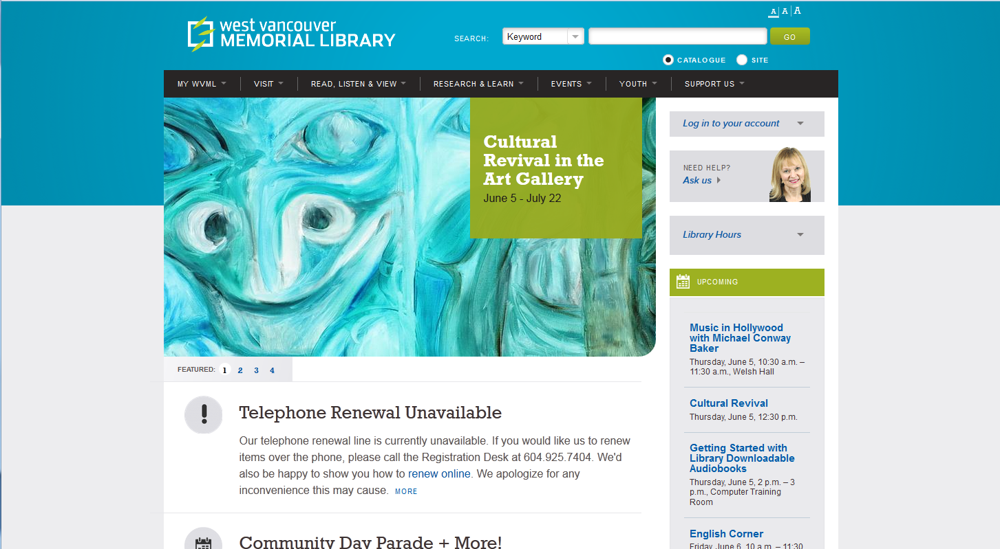 A A A
west vancouver
MEMORIAL LIBRARY
SEARCH: Keyword GO
CATALOGUE SITE
MY WVML VISIT READ, LISTEN & VIEW RESEARCH & LEARN EVENTS YOUTH SUPPORT US
Cultural
Revival in the
Art Gallery
June 5 - July 22
FEATURED: 1 2 3 4
Telephone Renewal Unavailable
Our telephone renewal line is currently unavailable. If you would like us to renew
items over the phone, please call the Registration Desk at 604.925.7404. We'd
also be happy to show you how to renew online. We apologize for any
inconvenience this may cause. MORE
Community Day Parade + More!
Log in to your account
NEED HELP?
Ask us
Library Hours
UPCOMING
Music in Hollywood
with Michael Conway
Baker
Thursday, June 5, 10:30 a.m. –
11:30 a.m., Welsh Hall
Cultural Revival
Thursday, June 5, 12:30 p.m.
Getting Started with
Library Downloadable
Audiobooks
Thursday, June 5, 2 p.m. – 3
p.m., Computer Training
Room
English Corner
Friday, June 6, 10 a.m. – 11:30